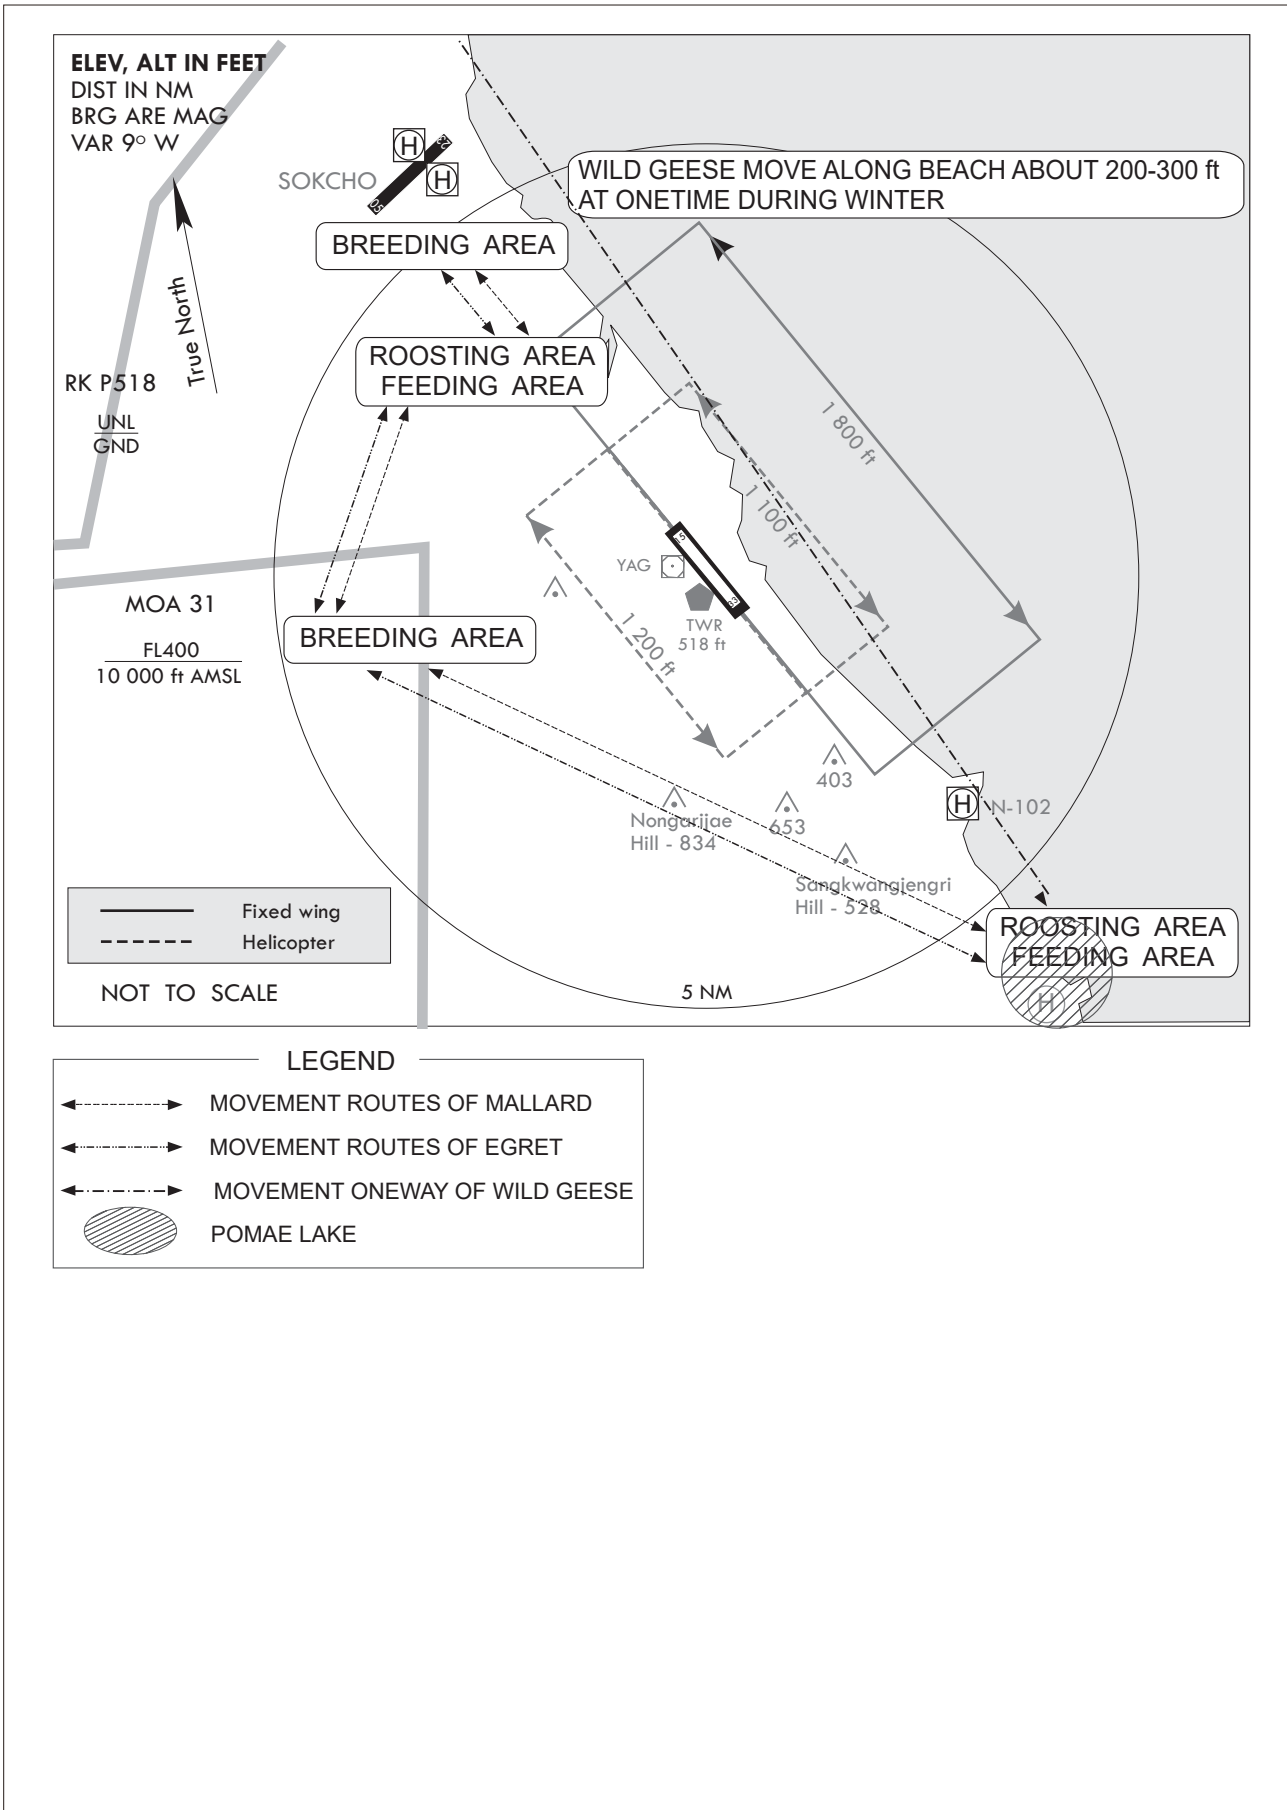 ELEV, ALT IN FEET
DIST IN NM
BRG ARE MAG
VAR 9° W
True North
SOKCHO
H
H
05
23
WILD GEESE MOVE ALONG BEACH ABOUT 200-300 ft
AT ONETIME DURING WINTER
BREEDING AREA
ROOSTING AREA
FEEDING AREA
RK P518
UNL
GND
1 800 ft
1 100 ft
1 200 ft
15
33
YAG
TWR
518 ft
MOA 31
FL400
10 000 ft AMSL
BREEDING AREA
403
653
Nongarijae
Hill - 834
Sangkwangjengri
Hill - 528
H
N-102
ROOSTING AREA
FEEDING AREA
H
Fixed wing
Helicopter
NOT TO SCALE
5 NM
LEGEND
MOVEMENT ROUTES OF MALLARD
MOVEMENT ROUTES OF EGRET
MOVEMENT ONEWAY OF WILD GEESE
POMAE LAKE